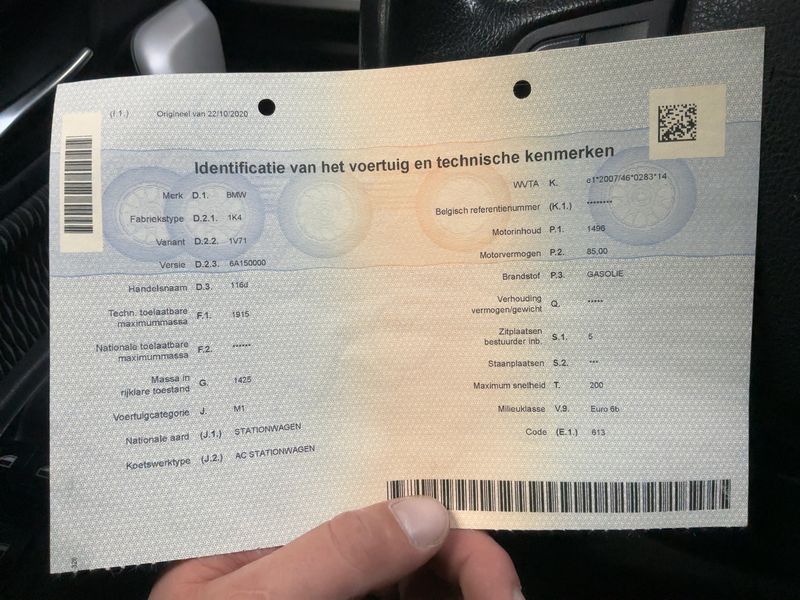 (I.1.) Origineel van 22/10/2020
Identificatie van het voertuig en technische kenmerken
Merk D.1. BMW
Fabriekstype D.2.1. 1K4
Variant D.2.2. 1V71
Versie D.2.3. 6A150000
Handelsnaam D.3. 116d
Techn. toelaatbare
maximummassa F.1. 1915
Nationale toelaatbare
maximummassa F.2. ******
Massa in
rijklare toestand G. 1425
Voertuigcategorie J. M1
Nationale aard (J.1.) STATIONWAGEN
Koetswerktype (J.2.) AC STATIONWAGEN
WVTA K. e1*2007/46*0283*14
Belgisch referentienummer (K.1.) ********
Motorinhoud P.1. 1496
Motorvermogen P.2. 85,00
Brandstof P.3. GASOLIE
Verhouding
vermogen/gewicht Q. *****
Zitplaatsen
bestuurder inb. S.1. 5
Staanplaatsen S.2. ***
Maximum snelheid T. 200
Milieuklasse V.9. Euro 6b
Code (E.1.) 613